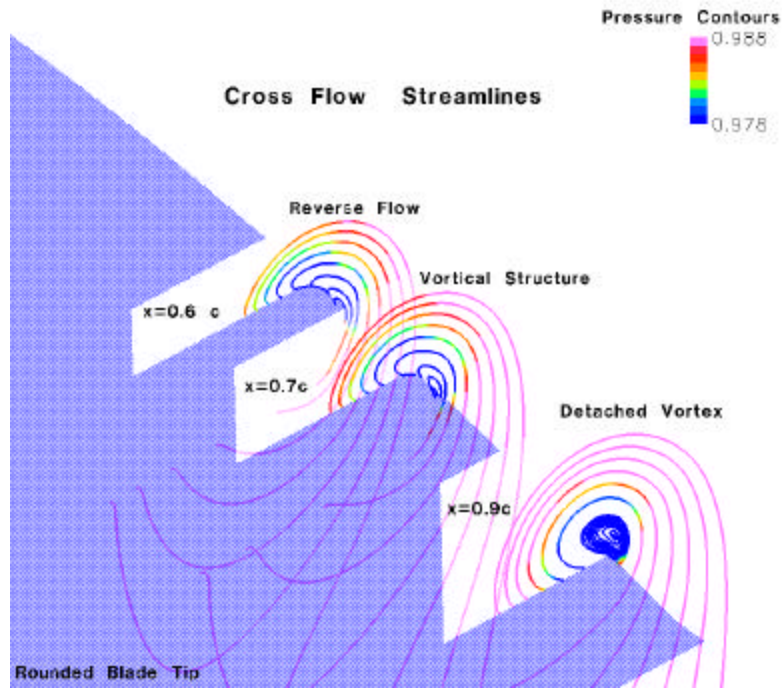 Pressure Contours
0.988
0.978
Cross Flow Streamlines
Reverse Flow
Vortical Structure
x=0.6 c
x=0.7c
Detached Vortex
x=0.9c
Rounded Blade Tip